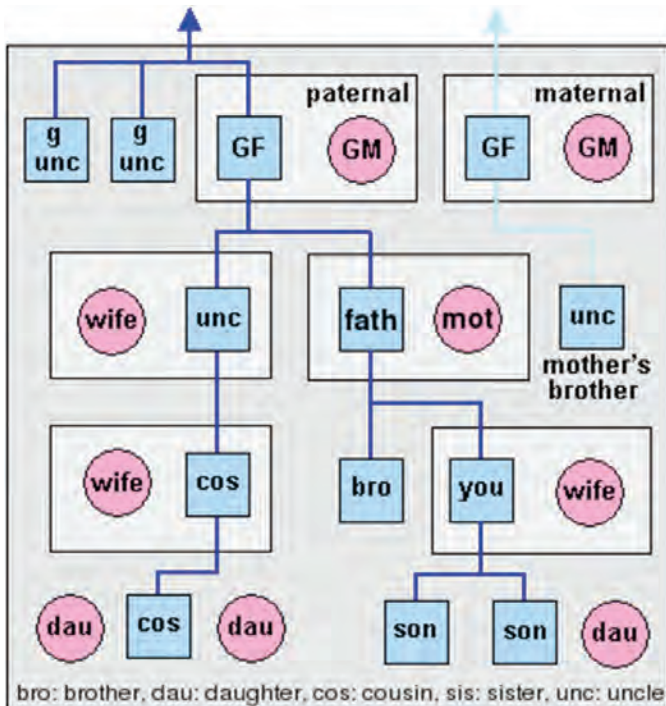 paternal
maternal
g
unc
g
unc
GF
GM
GF
GM
wife
unc
fath
mot
unc
mother's
brother
wife
cos
bro
you
wife
dau
cos
dau
son
son
dau
bro: brother, dau: daughter, cos: cousin, sis: sister, unc: uncle